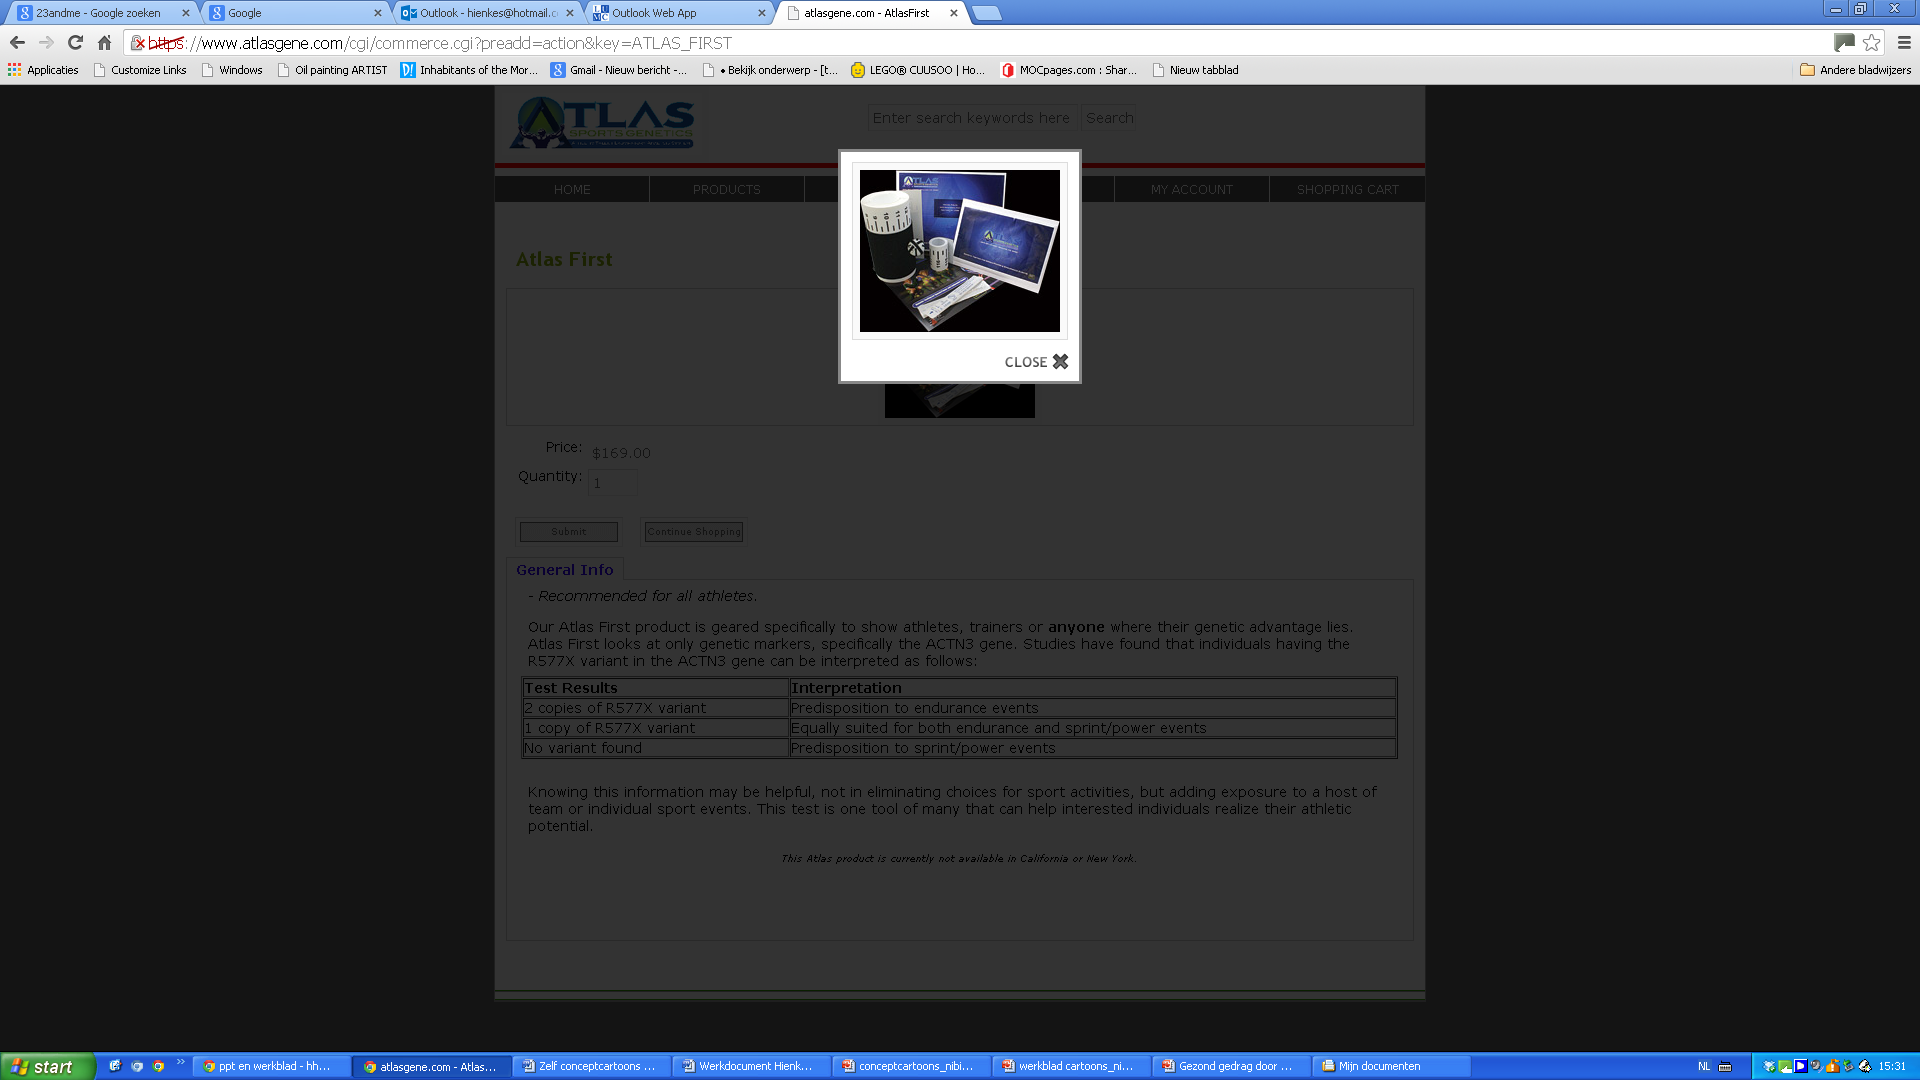 23andme - Google zoeken
Google
Outlook - hienkes@hotmail.c
Outlook Web App
atlasgene.com - AtlasFirst
https://www.atlasgene.com/cgi/commerce.cgi?preadd=action&key=ATLAS_FIRST
Applicaties
Customize Links
Windows
Oil painting ARTIST
Inhabitants of the Mor...
Gmail - Nieuw bericht -...
• Bekijk onderwerp - [t...
LEGO® CUUSOO | Ho...
MOCpages.com : Shar...
Nieuw tabblad
Andere bladwijzers
ATLAS
SPORTS GENETICS
Enter search keywords here
Search
HOME
PRODUCTS
MY ACCOUNT
SHOPPING CART
ATLAS
CLOSE
Atlas First
Price: $169.00
Quantity: 1
Submit
Continue Shopping
General Info
- Recommended for all athletes.
Our Atlas First product is geared specifically to show athletes, trainers or anyone where their genetic advantage lies.
Atlas First looks at only genetic markers, specifically the ACTN3 gene. Studies have found that individuals having the
R577X variant in the ACTN3 gene can be interpreted as follows:
Test Results Interpretation
2 copies of R577X variant Predisposition to endurance events
1 copy of R577X variant Equally suited for both endurance and sprint/power events
No variant found Predisposition to sprint/power events
Knowing this information may be helpful, not in eliminating choices for sport activities, but adding exposure to a host of
team or individual sport events. This test is one tool of many that can help interested individuals realize their athletic
potential.
This Atlas product is currently not available in California or New York.
start
ppt en werkblad - hh...
atlasgene.com - Atlas...
Zelf conceptcartoons ...
Werkdocument Hienk...
conceptcartoons_nibi...
werkblad cartoons_ni...
Gezond gedrag door ...
Mijn documenten
NL
15:31